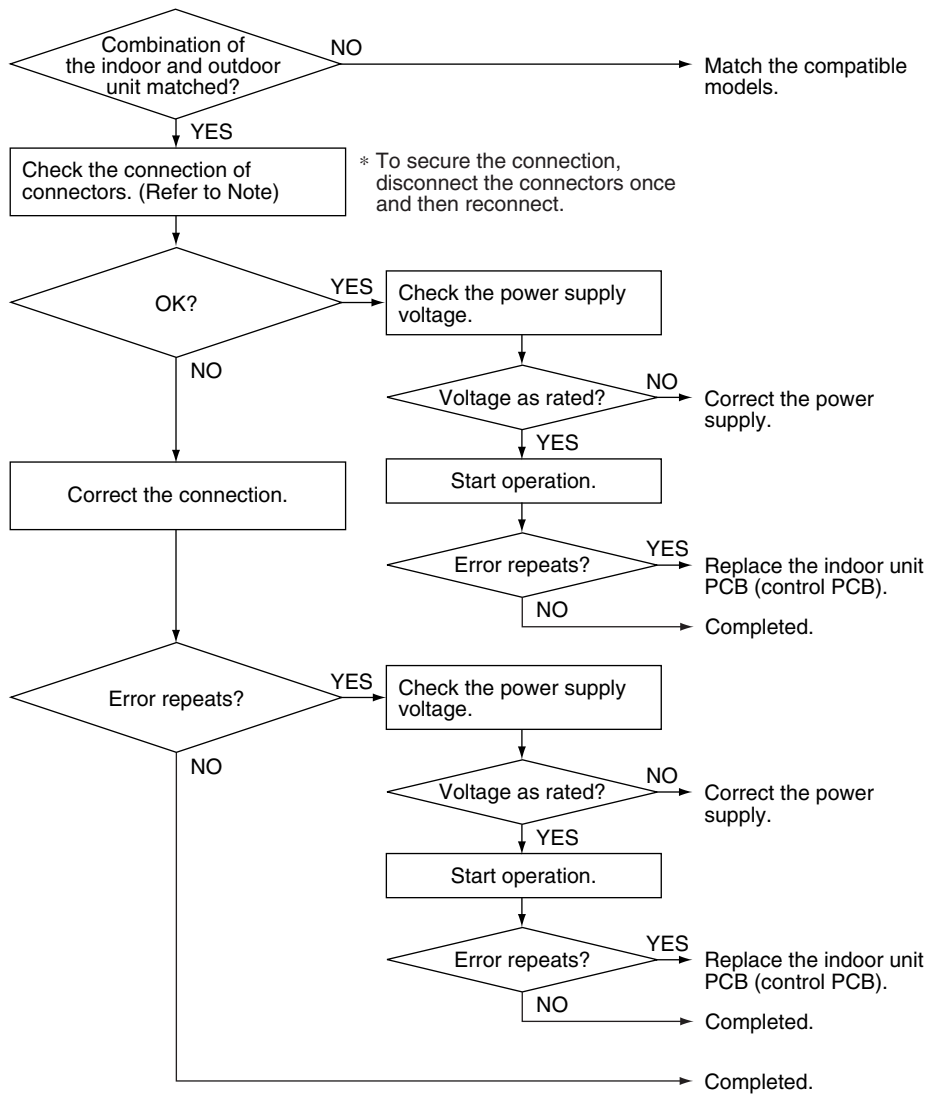 Combination of
the indoor and outdoor
unit matched?
NO
Match the compatible
models.
YES
Check the connection of
connectors. (Refer to Note)
* To secure the connection,
disconnect the connectors once
and then reconnect.
OK?
YES
Check the power supply
voltage.
NO
Voltage as rated?
NO
Correct the power
supply.
YES
Correct the connection.
Start operation.
Error repeats?
YES
Replace the indoor unit
PCB (control PCB).
NO
Completed.
Error repeats?
YES
Check the power supply
voltage.
NO
Voltage as rated?
NO
Correct the power
supply.
YES
Start operation.
Error repeats?
YES
Replace the indoor unit
PCB (control PCB).
NO
Completed.
Completed.